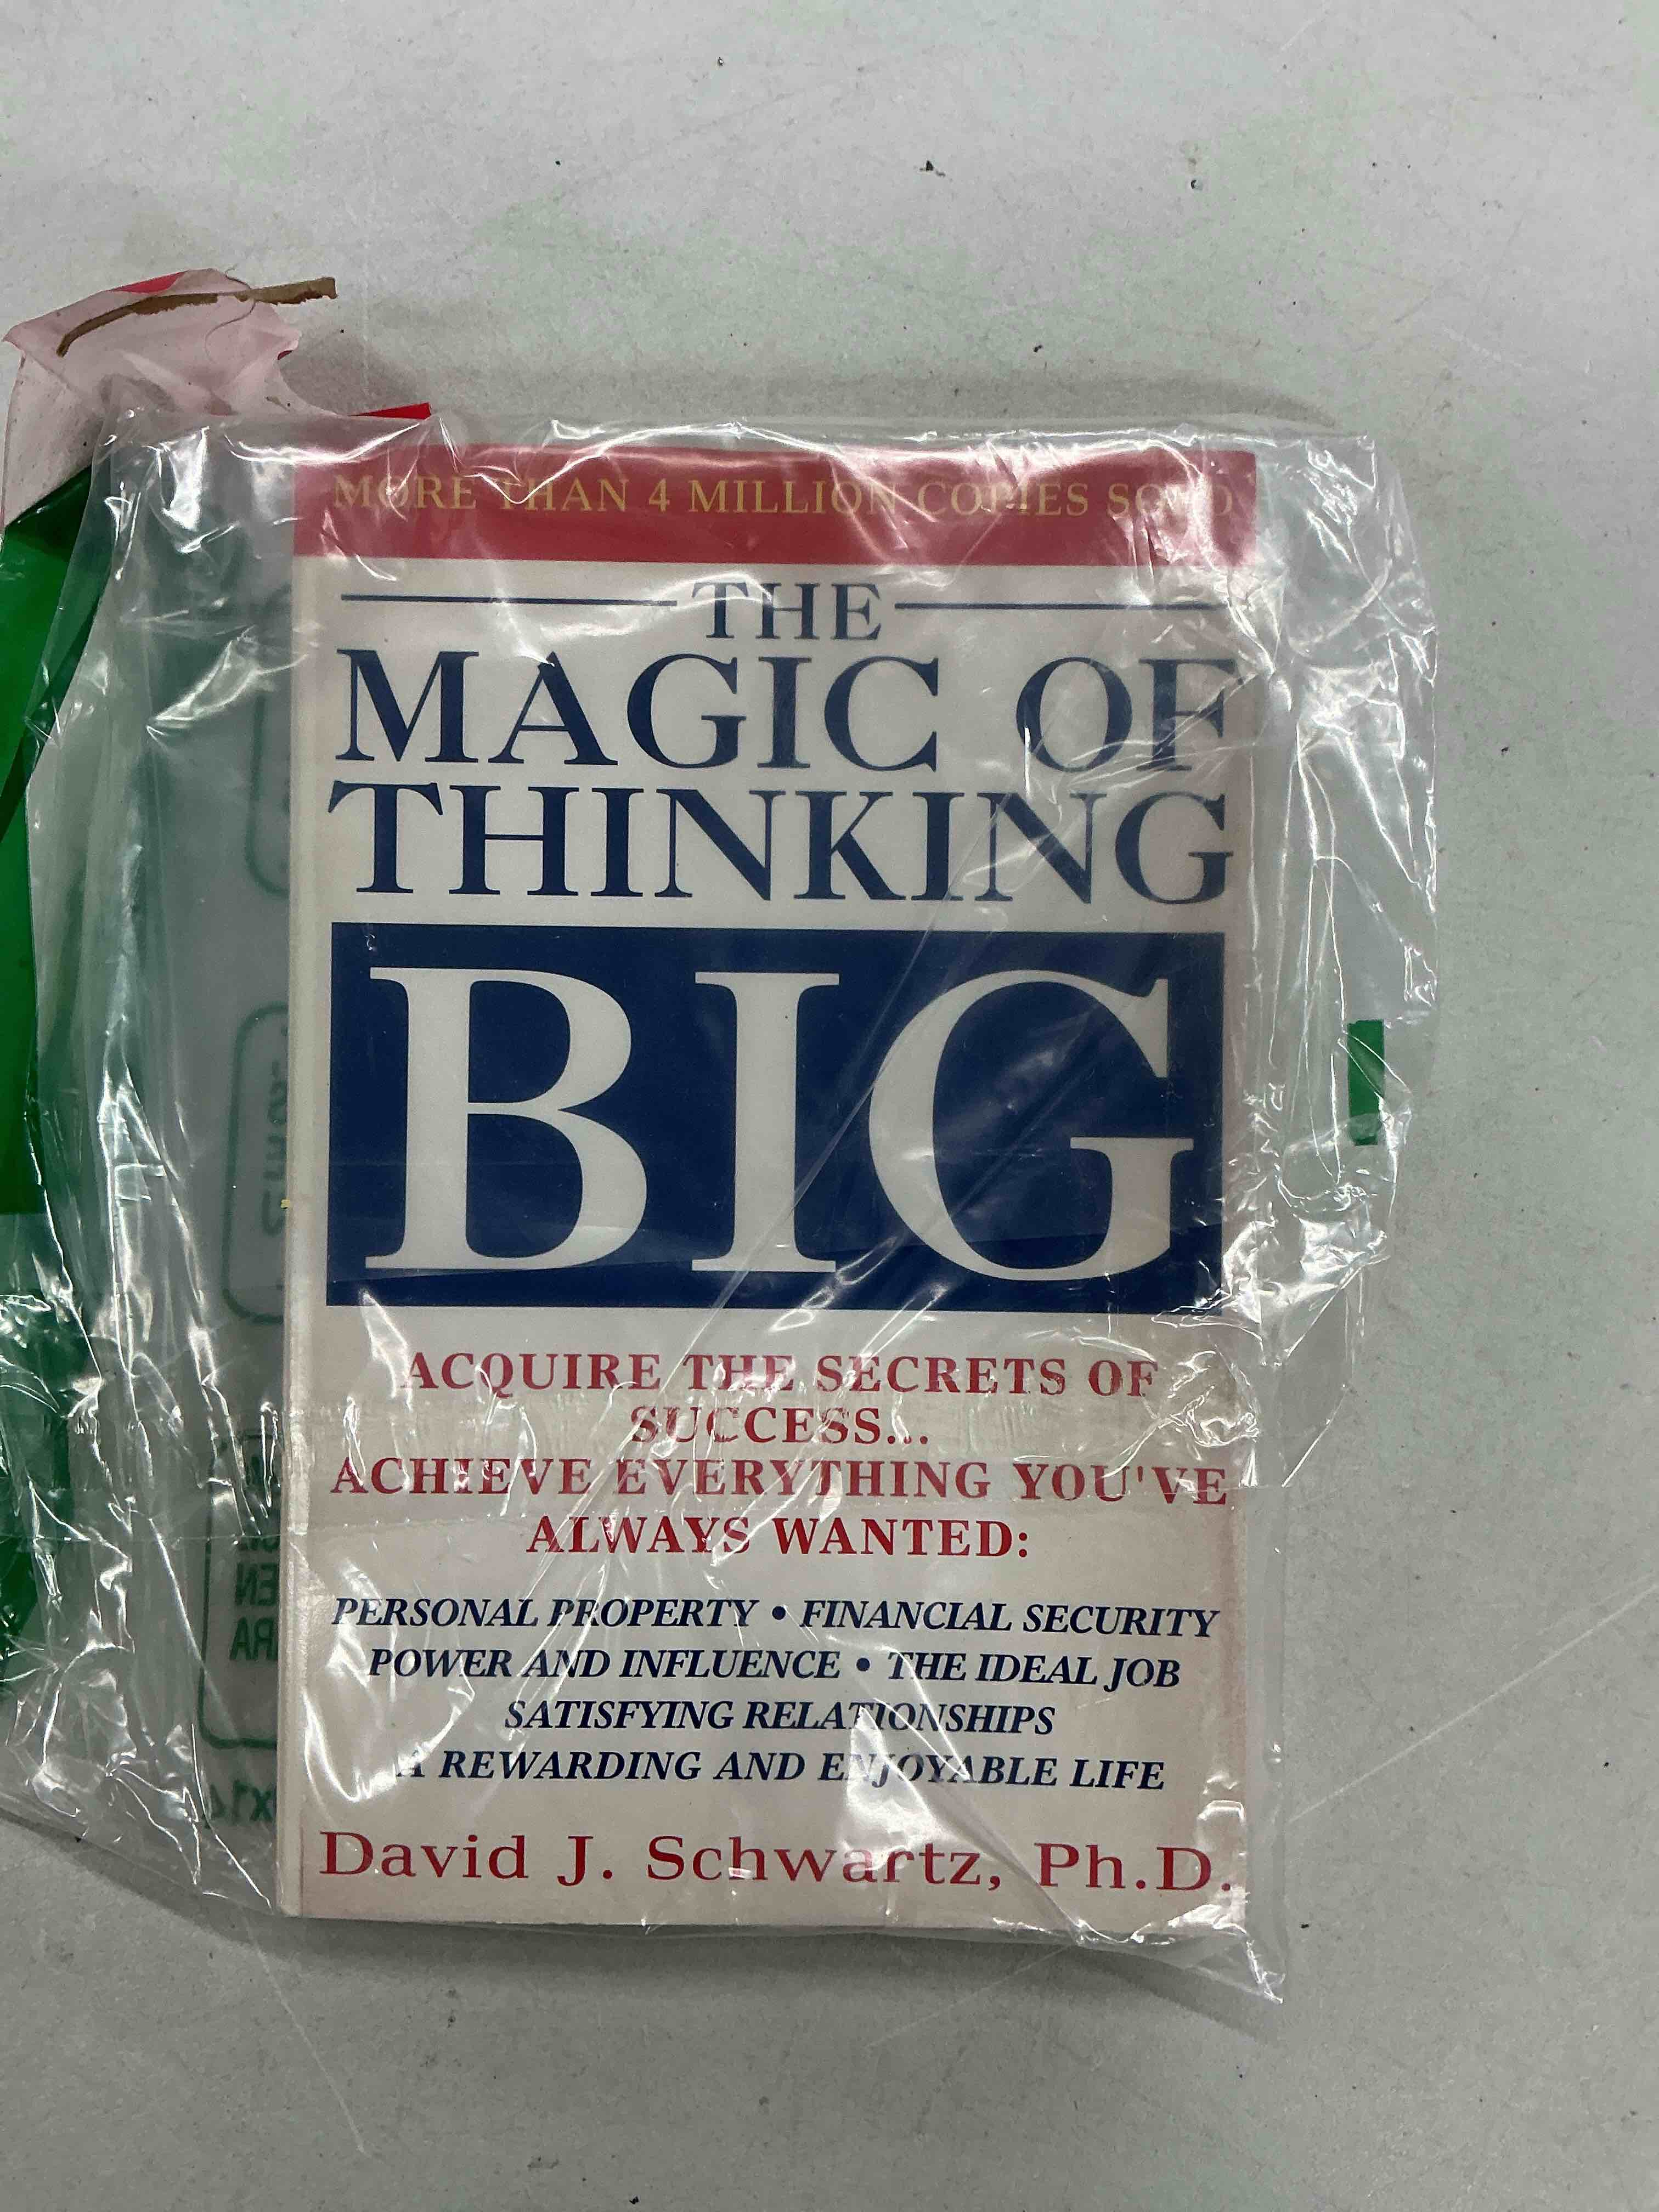 MORE THAN 4 MILLION COPIES SOLD
THE
MAGIC OF
THINKING
BIG
ACQUIRE THE SECRETS OF
SUCCESS...
ACHIEVE EVERYTHING YOU'VE
ALWAYS WANTED:
PERSONAL PROPERTY • FINANCIAL SECURITY
POWER AND INFLUENCE • THE IDEAL JOB
SATISFYING RELATIONSHIPS
A REWARDING AND ENJOYABLE LIFE
David J. Schwartz, Ph.D.